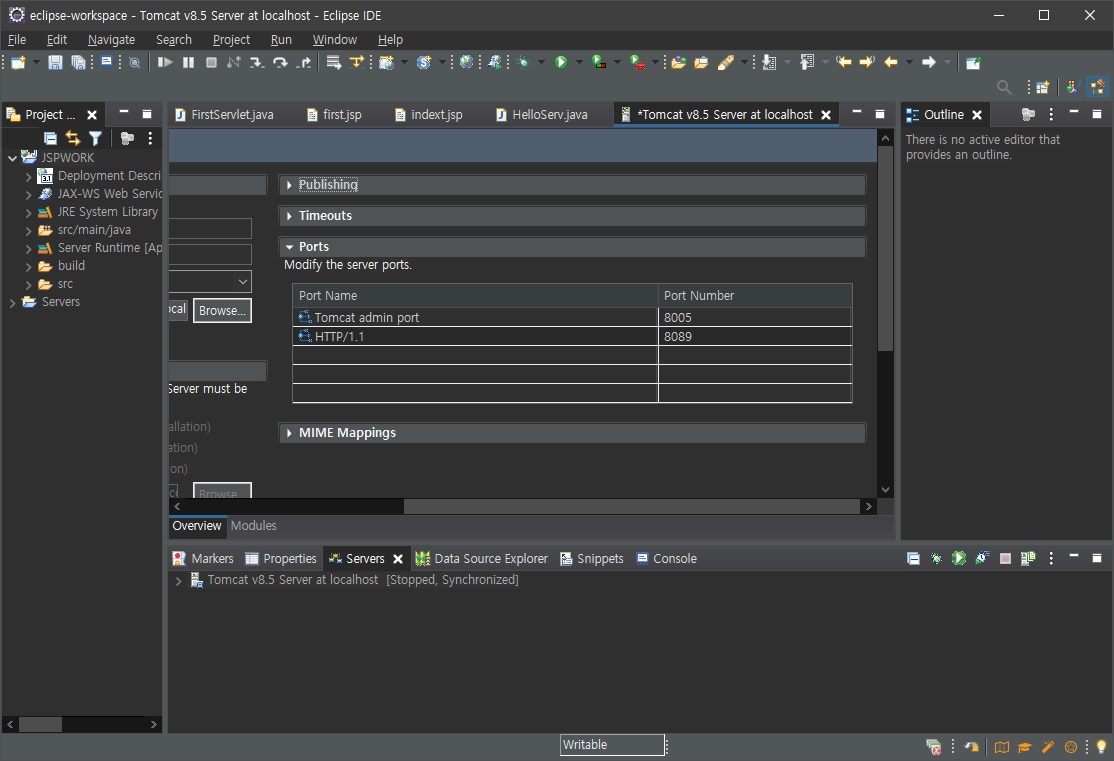 eclipse-workspace - Tomcat v8.5 Server at localhost - Eclipse IDE
File Edit Navigate Search Project Run Window Help
Project ...
FirstServlet.java first.jsp indext.jsp HelloServ.java *Tomcat v8.5 Server at localhost
Outline
There is no active editor that
provides an outline.
JSPWORK
Deployment Descri
JAX-WS Web Servic
JRE System Library
src/main/java
Server Runtime [Ap
build
src
Servers
Publishing
Timeouts
Ports
Modify the server ports.
Port Name Port Number
Tomcat admin port 8005
HTTP/1.1 8089
MIME Mappings
ocal Browse...
Server must be
allation)
ation)
on)
Browse...
Overview Modules
Markers Properties Servers Data Source Explorer Snippets Console
Tomcat v8.5 Server at localhost [Stopped, Synchronized]
Writable